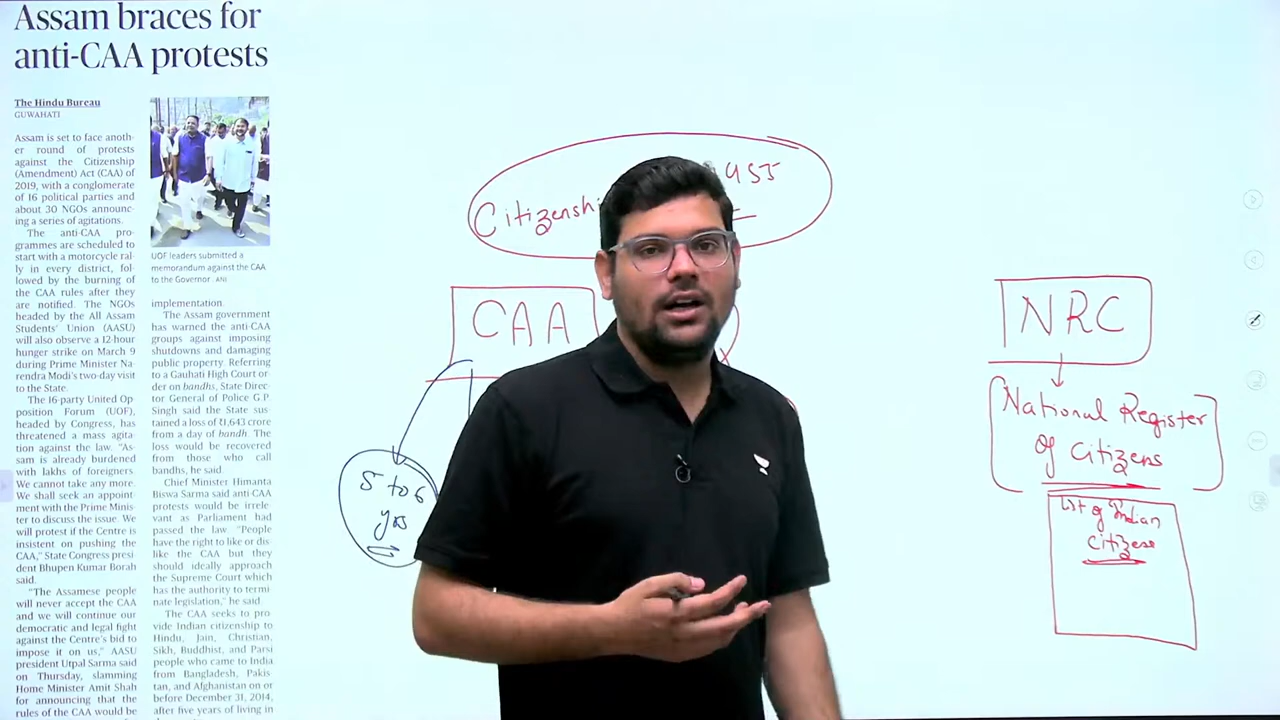 Assam braces for
anti-CAA protests
The Hindu Bureau
GUWAHATI
Assam is set to face anoth-
er round of protests
against the Citizenship
(Amendment) Act (CAA) of
2019, with a conglomerate
of 16 political parties and
about 30 NGOs announc-
ing a series of agitations.
The anti-CAA pro-
grammes are scheduled to
start with a motorcycle ral-
ly in every district, fol-
lowed by the burning of
the CAA rules after they
are notified. The NGOs
headed by the All Assam
Students' Union (AASU)
will also observe a 12-hour
hunger strike on March 9
during Prime Minister Na-
rendra Modi's two-day visit
to the State.
The 16-party United Op-
position Forum (UOF),
headed by Congress, has
threatened a mass agita-
tion against the law. "As-
sam is already burdened
with lakhs of foreigners.
We cannot take any more.
We shall seek an appoint-
ment with the Prime Minis-
ter to discuss the issue. We
will protest if the Centre is
insistent on pushing the
CAA," State Congress presi-
dent Bhupen Kumar Borah
said.
"The Assamese people
will never accept the CAA
and we will continue our
democratic and legal fight
against the Centre's bid to
impose it on us," AASU
president Utpal Sarma said
on Thursday, slamming
Home Minister Amit Shah
for announcing that the
rules of the CAA would be
UOF leaders submitted a
memorandum against the CAA
to the Governor. ANI
implementation.
The Assam government
has warned the anti-CAA
groups against imposing
shutdowns and damaging
public property. Referring
to a Gauhati High Court or-
der on bandhs, State Direc-
tor General of Police G.P.
Singh said the State sus-
tained a loss of ₹1,643 crore
from a day of bandh. The
loss would be recovered
from those who call
bandhs, he said.
Chief Minister Himanta
Biswa Sarma said anti-CAA
protests would be irrele-
vant as Parliament had
passed the law. "People
have the right to like or dis-
like the CAA but they
should ideally approach
the Supreme Court which
has the authority to termi-
nate legislation," he said.
The CAA seeks to pro-
vide Indian citizenship to
Hindu, Jain, Christian,
Sikh, Buddhist, and Parsi
people who came to India
from Bangladesh, Pakis-
tan, and Afghanistan on or
before December 31, 2014,
after five years of living in
Citizenshi 955
CAA
5 to 6
yrs
NRC
National Register
of Citizens
List of Indian
Citizese